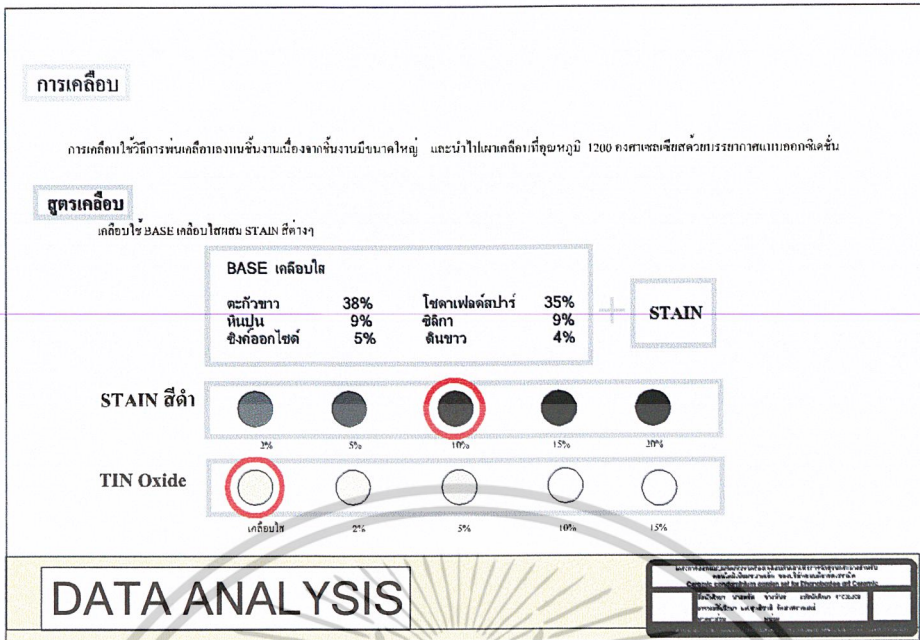 การเคลือบ
การเคลือบใช้วิธีการพ่นเคลือบลงบนชิ้นงานเนื่องจากชิ้นงานมีขนาดใหญ่ และนำไปเผาเคลือบที่อุณหภูมิ 1200 องศาเซลเซียสด้วยบรรยากาศแบบออกซิเดชั่น
สูตรเคลือบ
เคลือบใช้ BASE เคลือบใสผสม STAIN สีต่างๆ
BASE เคลือบใส
ตะกั่วขาว 38% โซดาเฟลด์สปาร์ 35%
หินปูน 9% ซิลิกา 9%
ซิงก์ออกไซด์ 5% ดินขาว 4%
STAIN
STAIN สีดำ
2% 5% 10% 15% 20%
TIN Oxide
เคลือบใส 2% 5% 10% 15%
DATA ANALYSIS
Ceramic condominium garden set for Dhanabadee art Ceramic